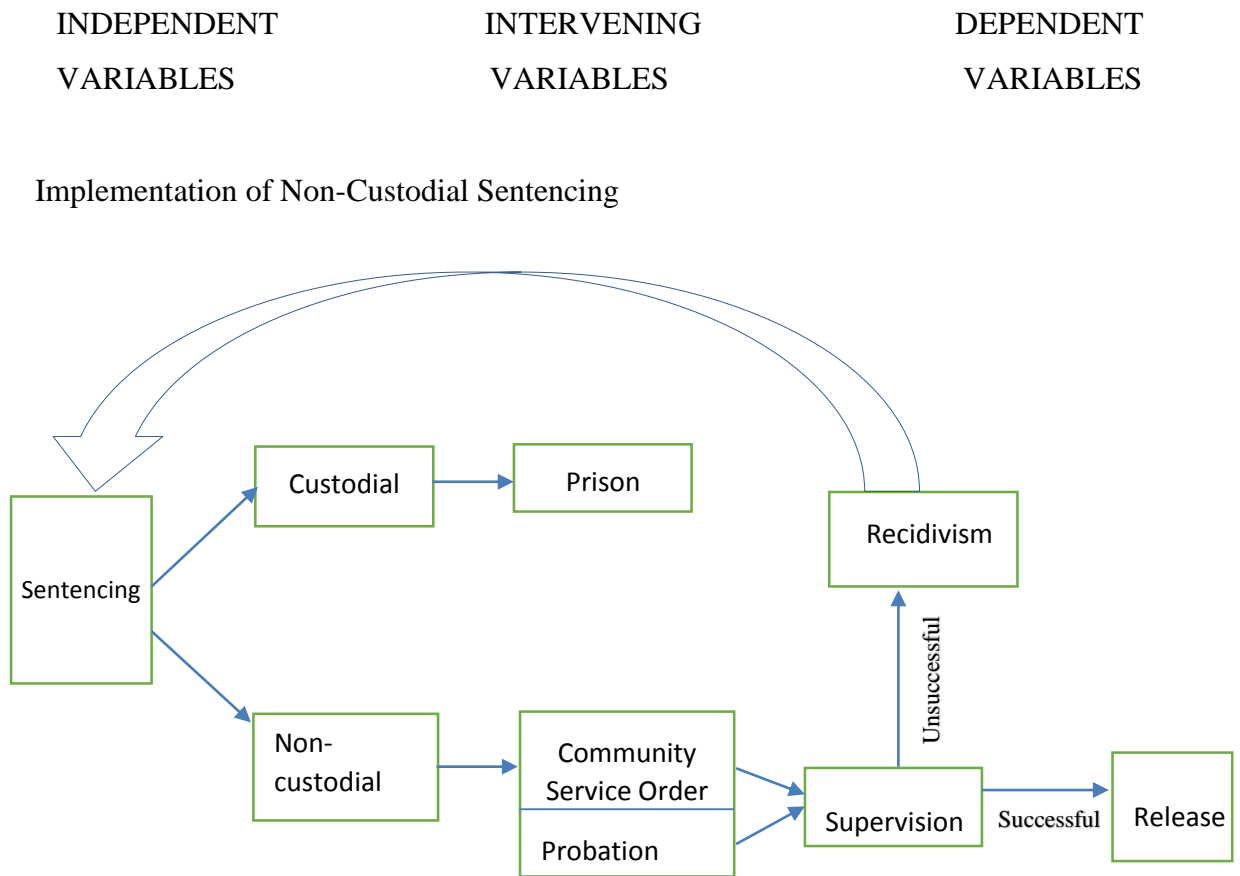 INDEPENDENT
VARIABLES
INTERVENING
VARIABLES
DEPENDENT
VARIABLES
Implementation of Non-Custodial Sentencing
Custodial
Prison
Recidivism
Sentencing
Unsuccessful
Non-
custodial
Community
Service Order
Probation
Supervision
Successful
Release